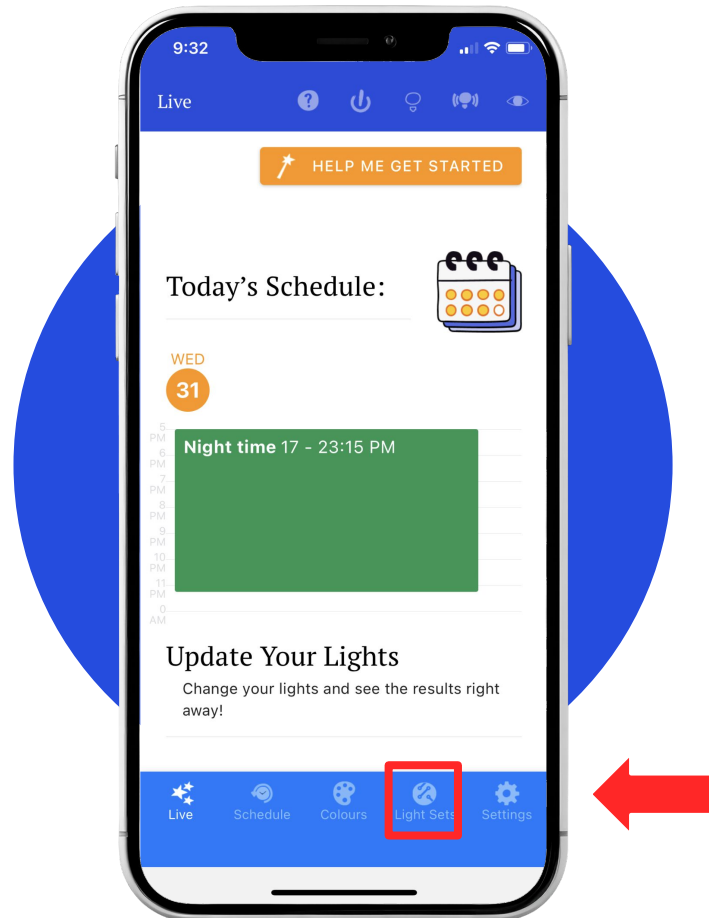 9:32
Live
HELP ME GET STARTED
Today’s Schedule:
WED
31
5
PM
Night time 17 - 23:15 PM
6
PM
7
PM
8
PM
9
PM
10
PM
11
PM
0
AM
Update Your Lights
Change your lights and see the results right
away!
Live Schedule Colours Light Sets Settings